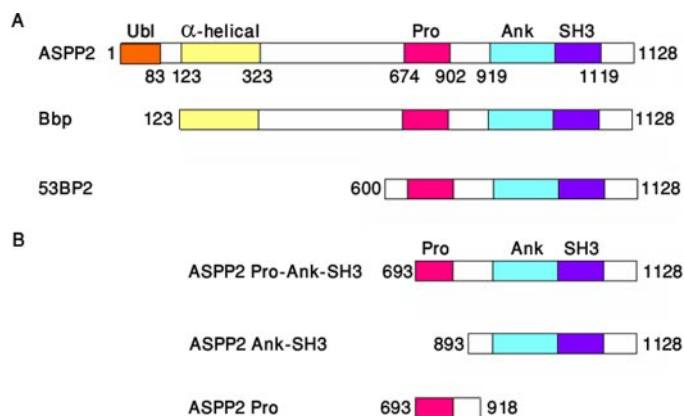 A
Ubl α-helical Pro Ank SH3
ASPP2 1 1128
83 123 323 674 902 919 1119
Bbp 123 1128
53BP2 600 1128
B
Pro Ank SH3
ASPP2 Pro-Ank-SH3 693 1128
ASPP2 Ank-SH3 893 1128
ASPP2 Pro 693 918